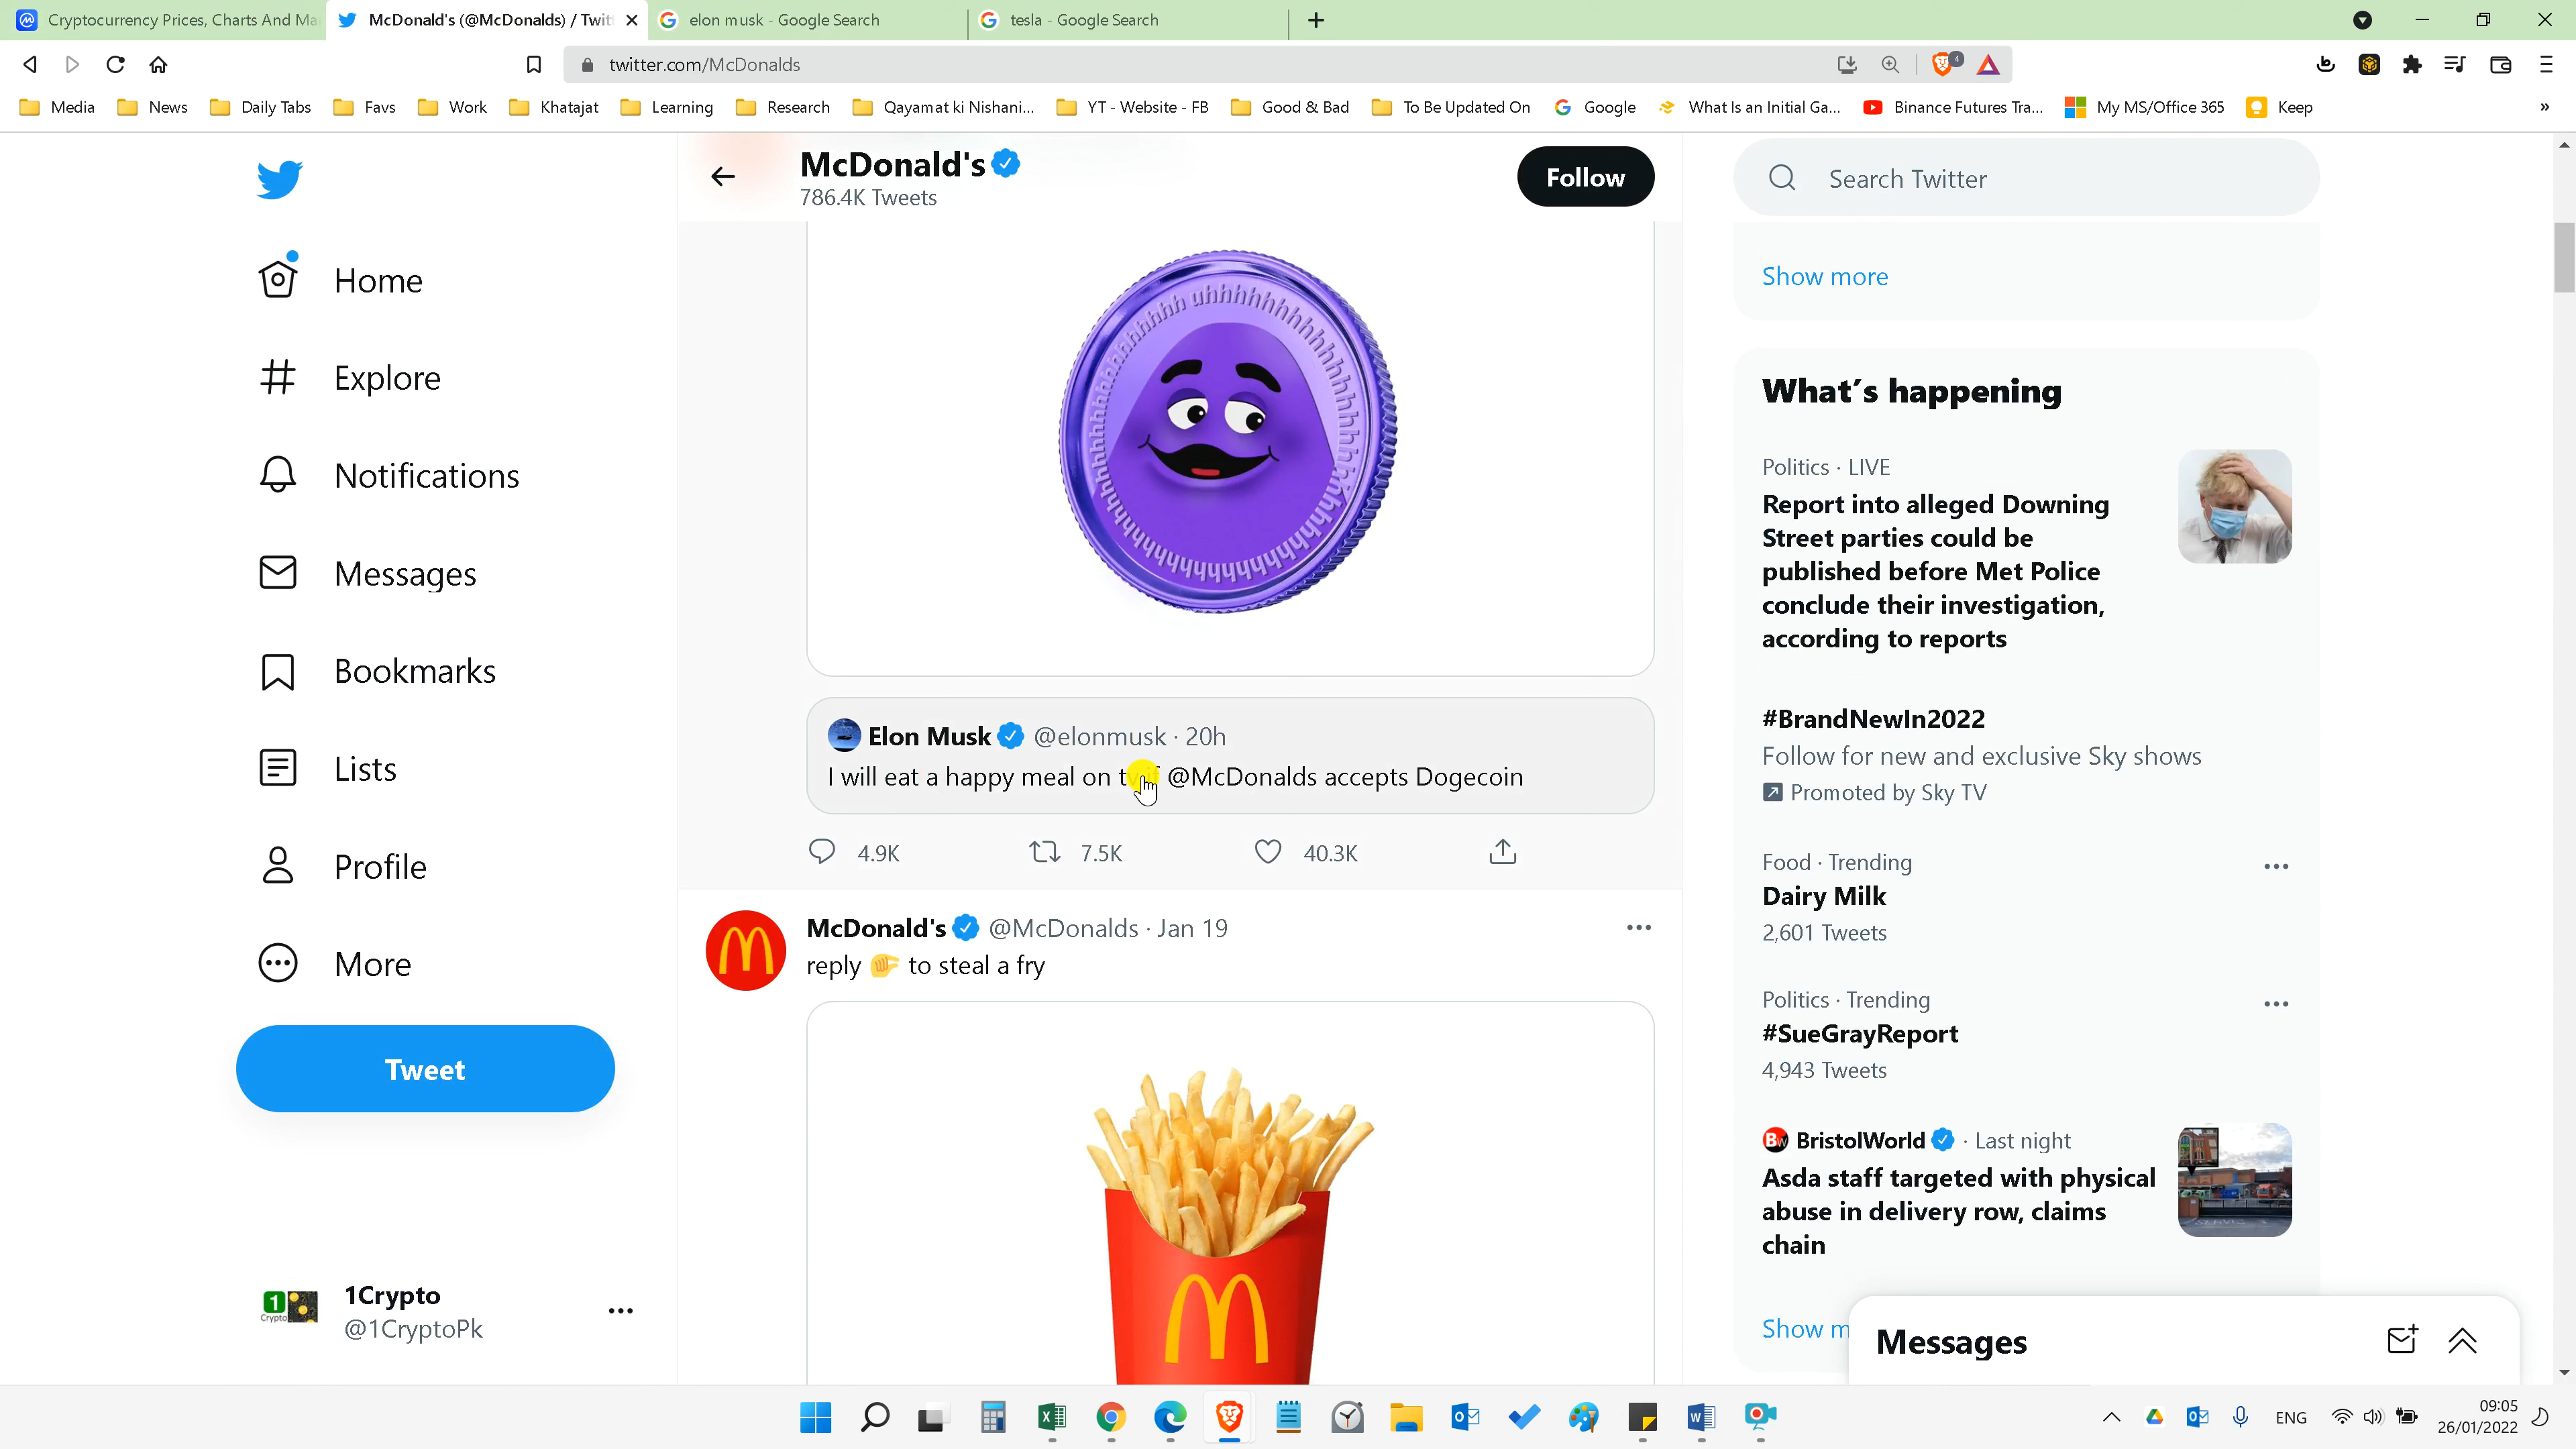 Cryptocurrency Prices, Charts And Ma
McDonald's (@McDonalds) / Twit
elon musk - Google Search
tesla - Google Search
twitter.com/McDonalds
4
Media
News
Daily Tabs
Favs
Work
Khatajat
Learning
Research
Qayamat ki Nishani...
YT - Website - FB
Good & Bad
To Be Updated On
Google
What Is an Initial Ga...
Binance Futures Tra...
My MS/Office 365
Keep
»
Home
Explore
Notifications
Messages
Bookmarks
Lists
Profile
More
Tweet
1Crypto
@1CryptoPk
McDonald's
786.4K Tweets
Follow
Elon Musk @elonmusk · 20h
I will eat a happy meal on @McDonalds accepts Dogecoin
4.9K
7.5K
40.3K
McDonald's @McDonalds · Jan 19
reply 🫴 to steal a fry
Search Twitter
Show more
What's happening
Politics · LIVE
Report into alleged Downing
Street parties could be
published before Met Police
conclude their investigation,
according to reports
#BrandNewIn2022
Follow for new and exclusive Sky shows
Promoted by Sky TV
Food · Trending
Dairy Milk
2,601 Tweets
Politics · Trending
#SueGrayReport
4,943 Tweets
BristolWorld · Last night
Asda staff targeted with physical
abuse in delivery row, claims
chain
Show m
Messages
ENG
09:05
26/01/2022